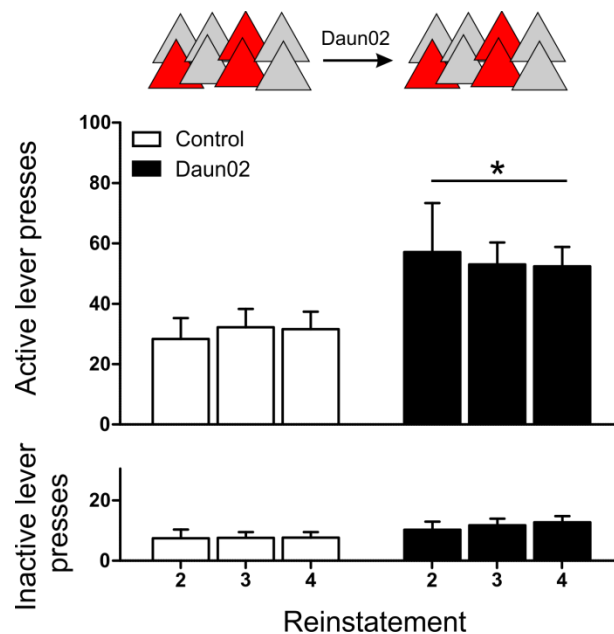 Daun02
100
Control
Daun02
*
80
60
40
20
0
Active lever presses
20
0
Inactive lever
presses
2 3 4 2 3 4
Reinstatement